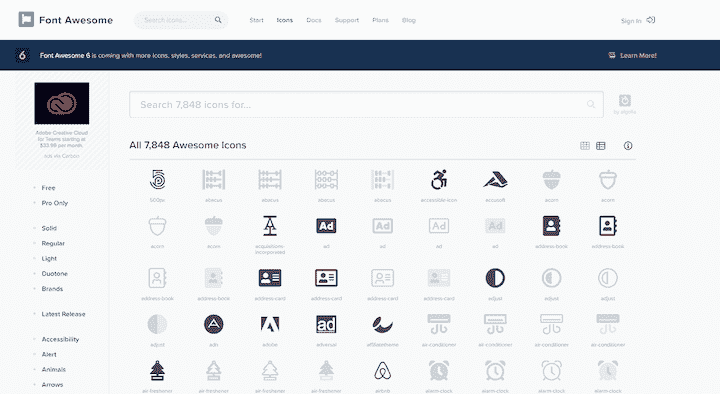 Font Awesome
Search icons...
Start Icons Docs Support Plans Blog
Sign In
6 Font Awesome 6 is coming with more icons, styles, services, and awesome!
Learn More!
Adobe Creative Cloud
for Teams starting at
$33.99 per month.
ads via Carbon
Search 7,848 icons for...
by algolia
All 7,848 Awesome Icons
Free
Pro Only
Solid
Regular
Light
Duotone
Brands
Latest Release
Accessibility
Alert
Animals
Arrows
500px abacus abacus abacus abacus accessible-icon accusoft acorn acorn
Ad Ad Ad Ad
acorn acorn acquisitions- ad ad ad ad address-book address-book
incorporated
address-book address-book address-card address-card address-card address-card adjust adjust adjust
ad
adjust adn adobe adversal affiliatetheme air-conditioner air-conditioner air-conditioner air-conditioner
air-freshener air-freshener air-freshener air-freshener airbnb alarm-clock alarm-clock alarm-clock alarm-clock